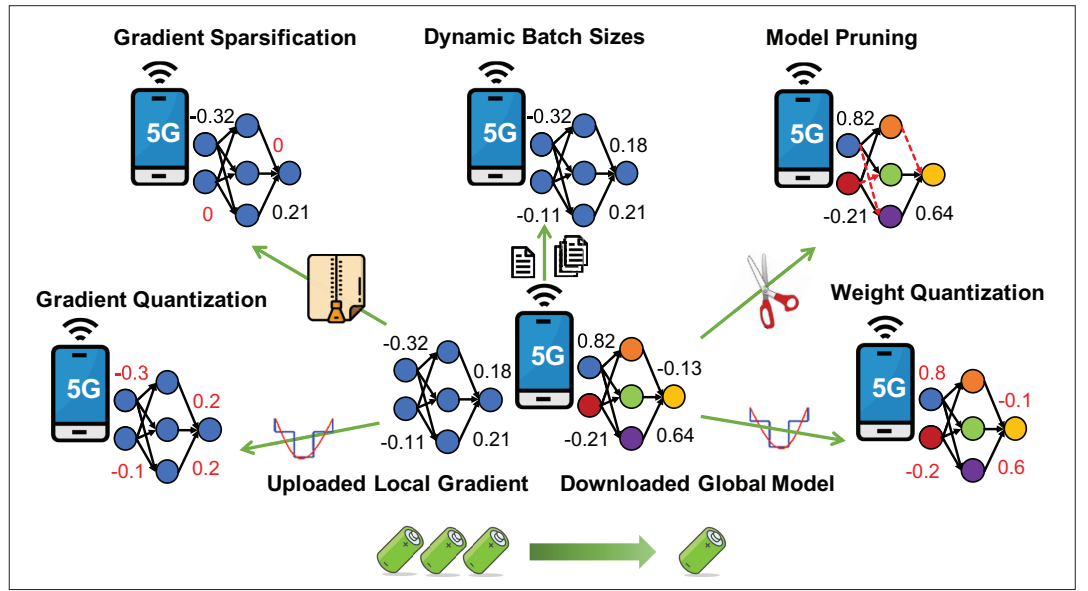 Gradient Sparsification
Dynamic Batch Sizes
Model Pruning
5G
-0.32
0
0
0.21
5G
-0.32
0.18
-0.11
0.21
5G
0.82
-0.21
0.64
Gradient Quantization
Weight Quantization
5G
-0.3
0.2
-0.1
0.2
-0.32
0.18
-0.11
0.21
5G
0.82
-0.13
-0.21
0.64
5G
0.8
-0.1
-0.2
0.6
Uploaded Local Gradient
Downloaded Global Model